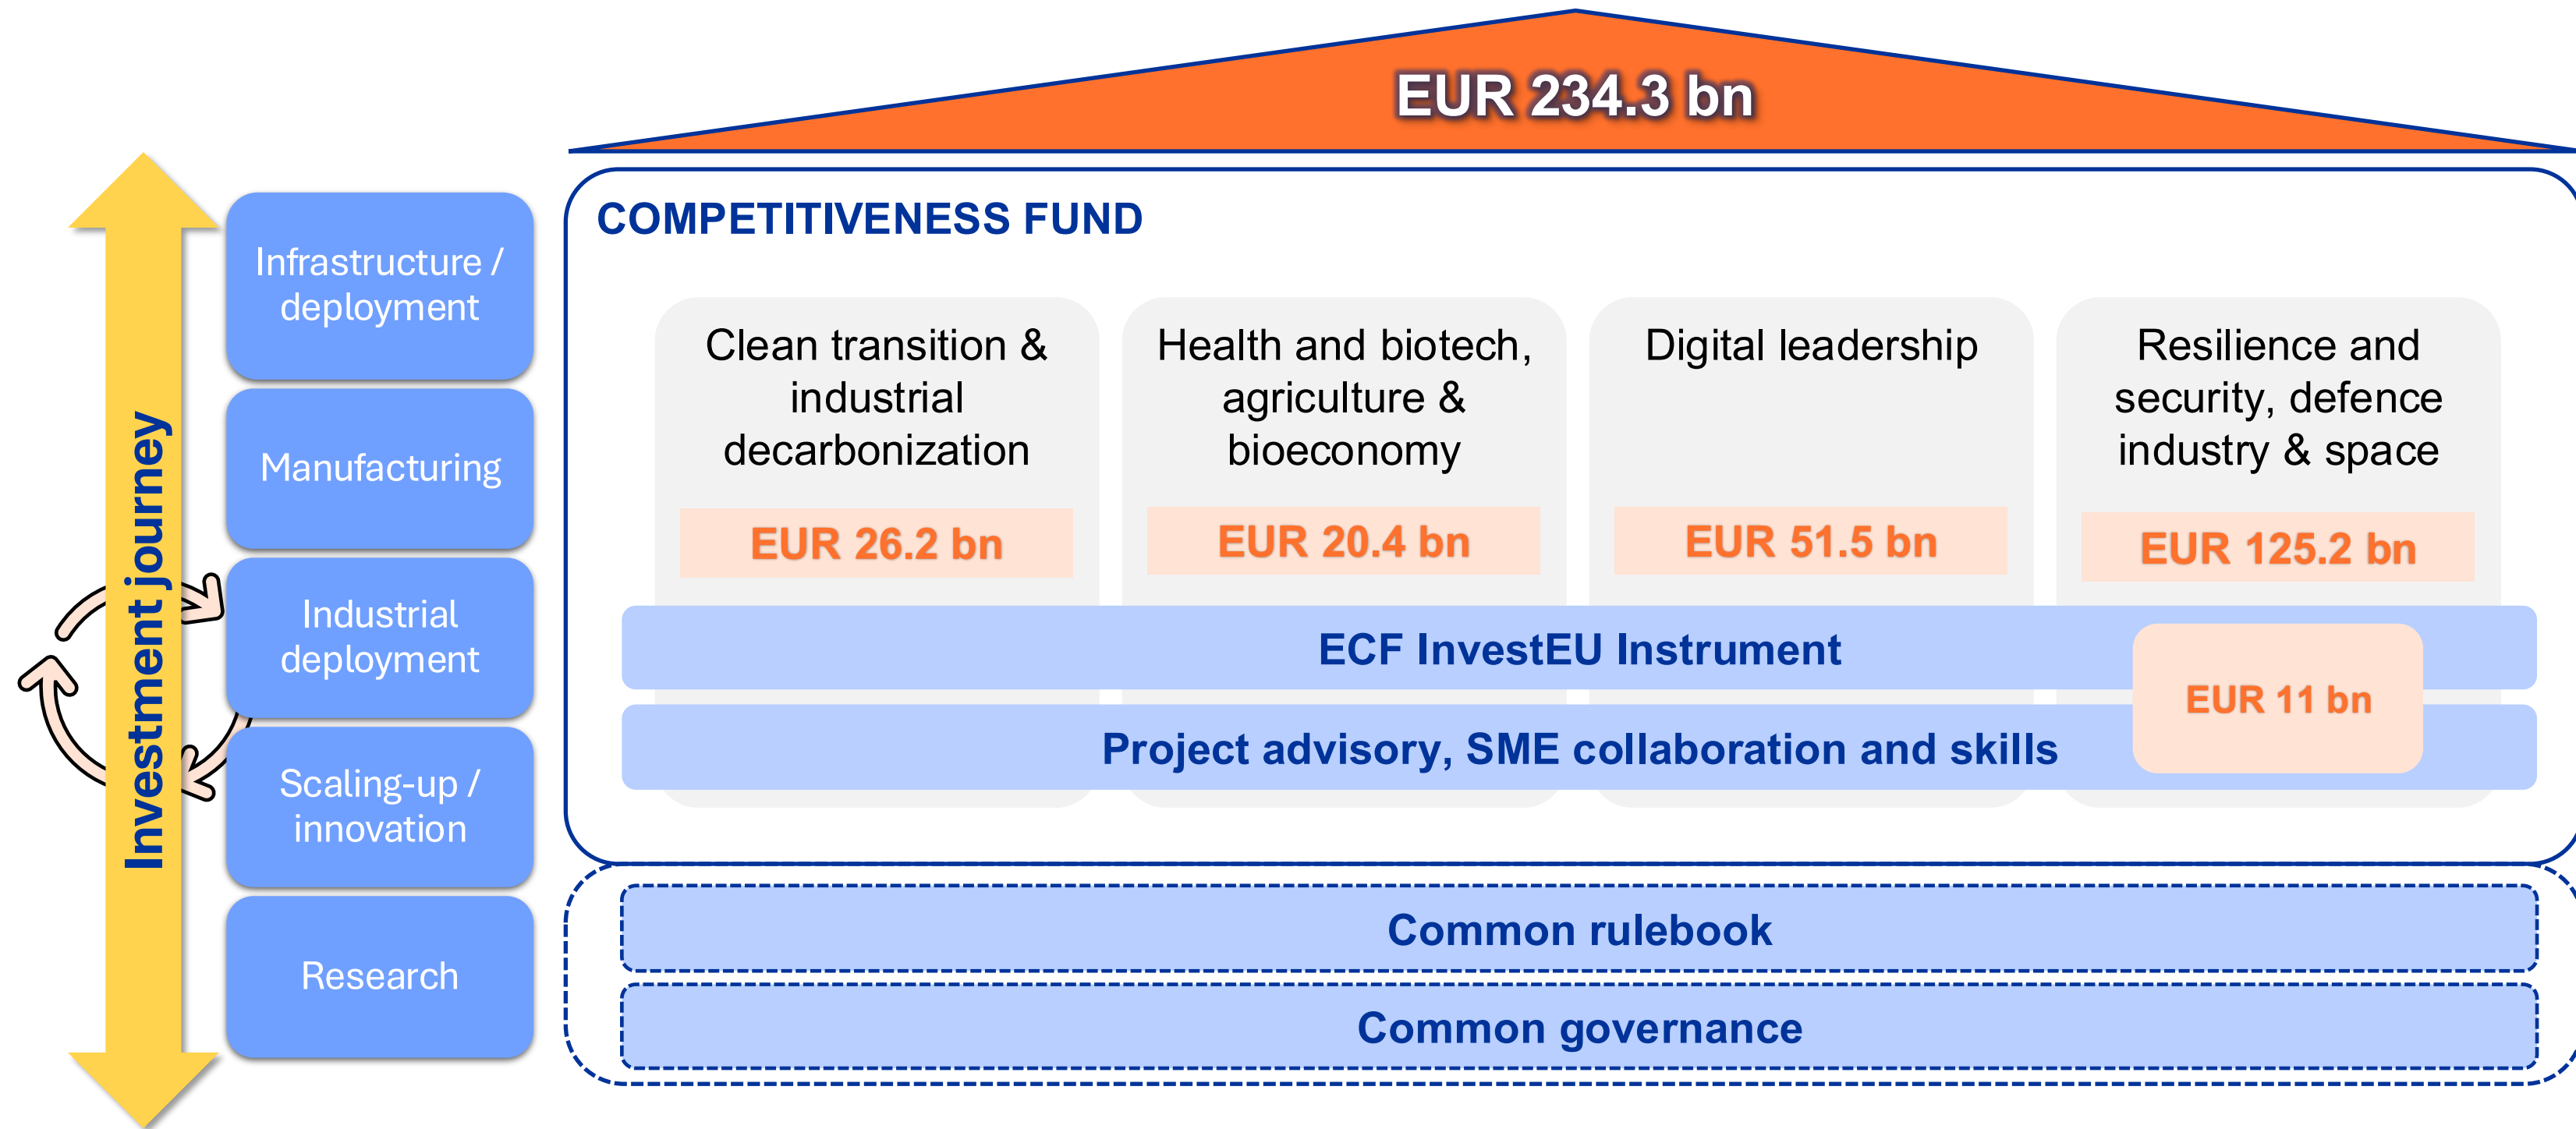 EUR 234.3 bn
Investment journey
Infrastructure /
deployment
Manufacturing
Industrial
deployment
Scaling-up /
innovation
Research
COMPETITIVENESS FUND
Clean transition &
industrial
decarbonization
EUR 26.2 bn
Health and biotech,
agriculture &
bioeconomy
EUR 20.4 bn
Digital leadership
EUR 51.5 bn
Resilience and
security, defence
industry & space
EUR 125.2 bn
ECF InvestEU Instrument
Project advisory, SME collaboration and skills
EUR 11 bn
Common rulebook
Common governance